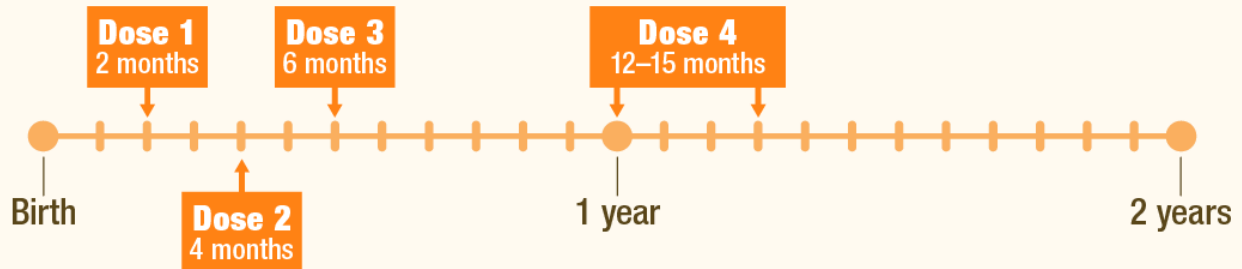 Dose 1
2 months
Dose 3
6 months
Dose 4
12–15 months
Birth
Dose 2
4 months
1 year
2 years